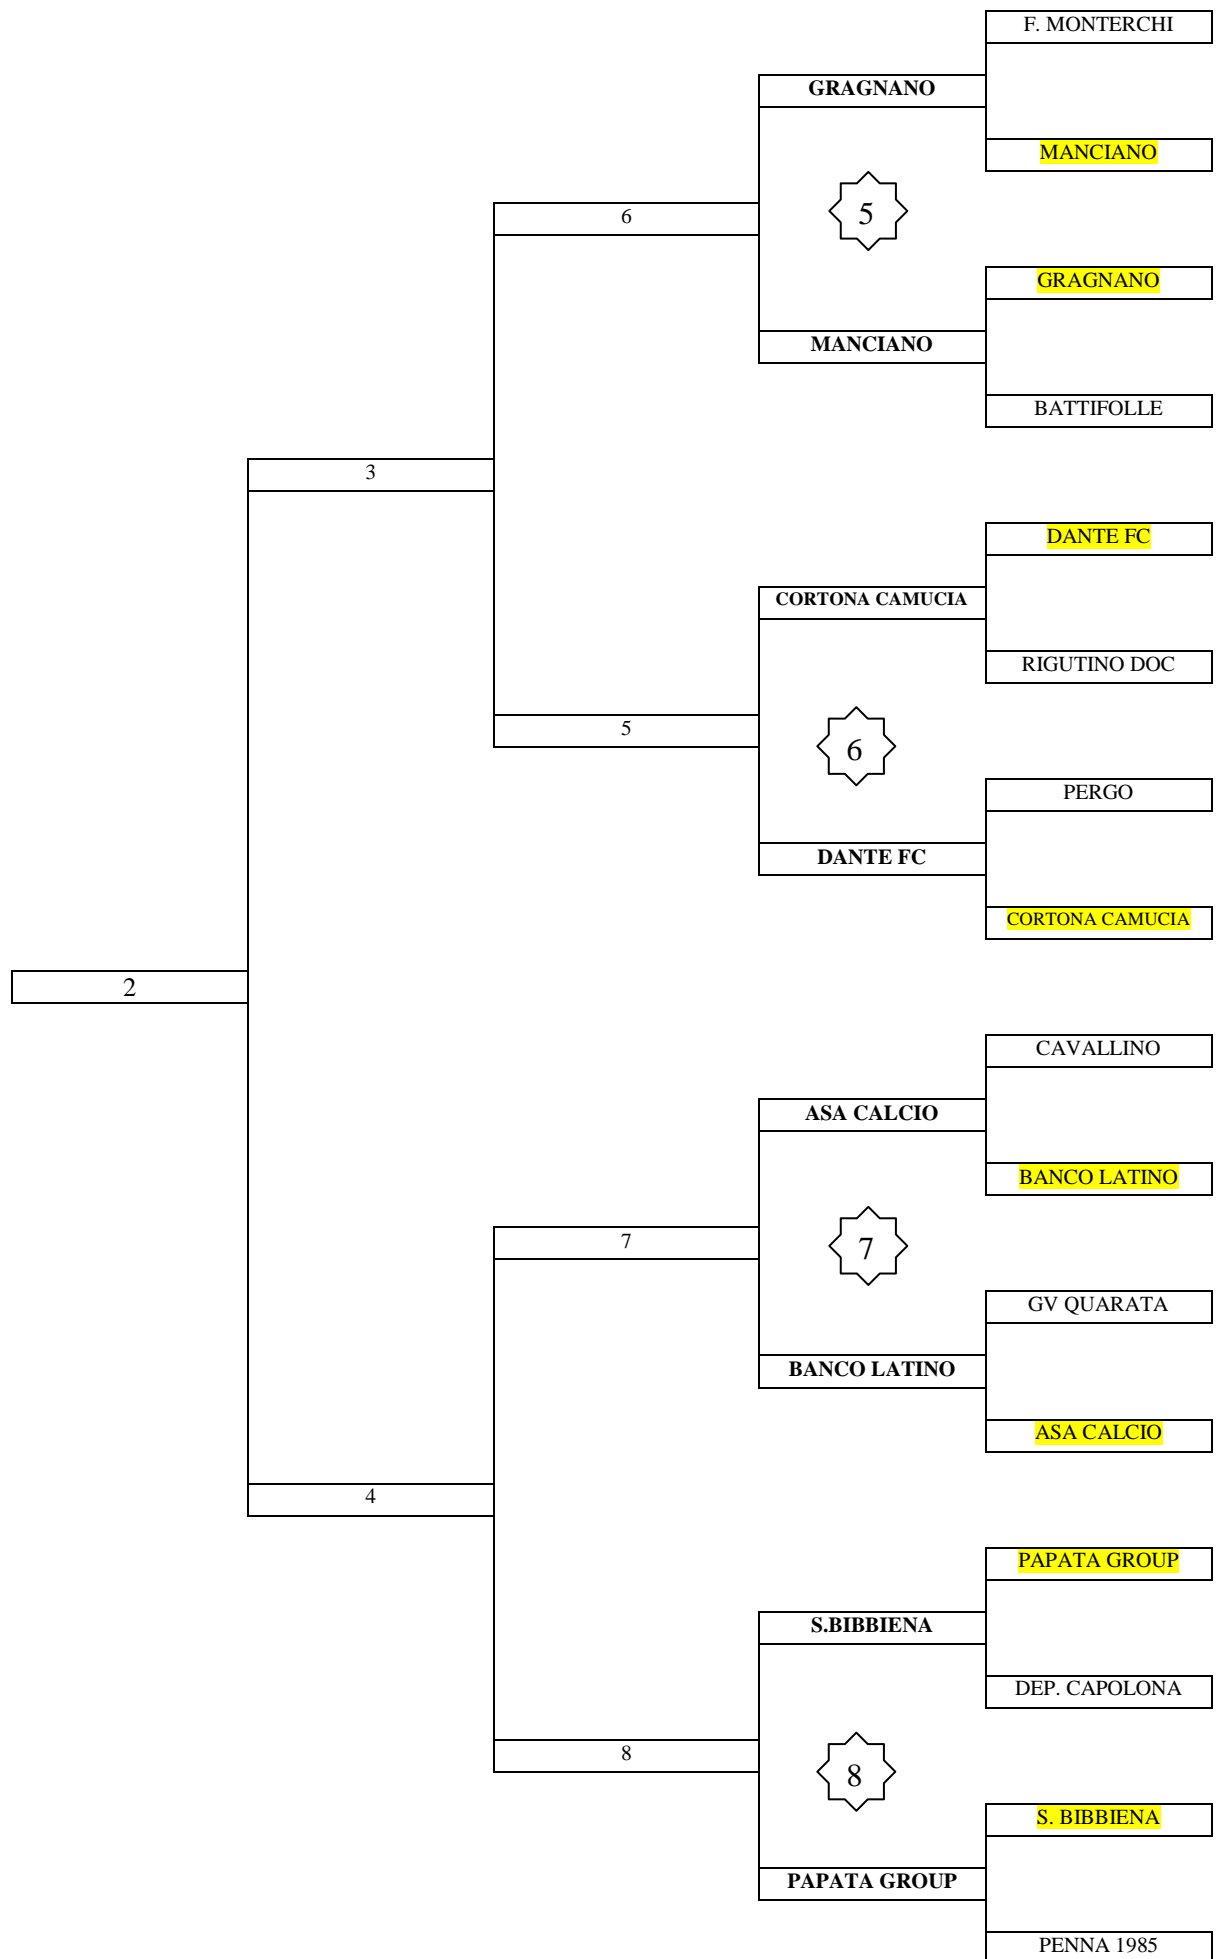 F. MONTERCHI
GRAGNANO
MANCIANO
6
5
GRAGNANO
MANCIANO
BATTIFOLLE
3
DANTE FC
CORTONA CAMUCIA
RIGUTINO DOC
5
6
PERGO
DANTE FC
CORTONA CAMUCIA
2
CAVALLINO
ASA CALCIO
BANCO LATINO
7
7
GV QUARATA
BANCO LATINO
ASA CALCIO
4
PAPATA GROUP
S.BIBBIENA
DEP. CAPOLONA
8
8
S. BIBBIENA
PAPATA GROUP
PENNA 1985